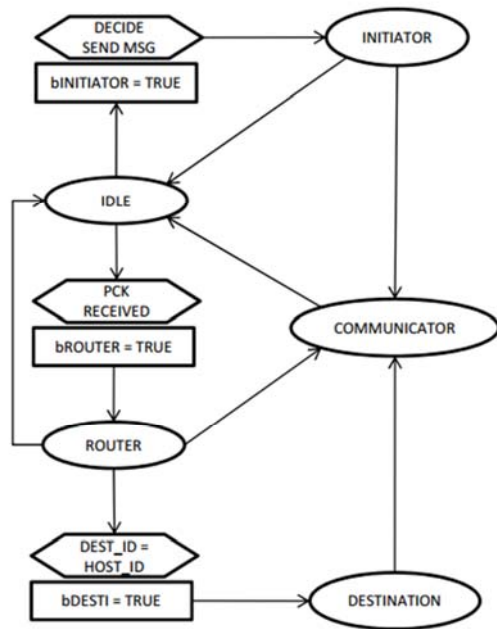 DECIDE
SEND MSG
INITIATOR
bINITIATOR = TRUE
IDLE
PCK
RECEIVED
COMMUNICATOR
bROUTER = TRUE
ROUTER
DEST_ID =
HOST_ID
bDESTI = TRUE
DESTINATION